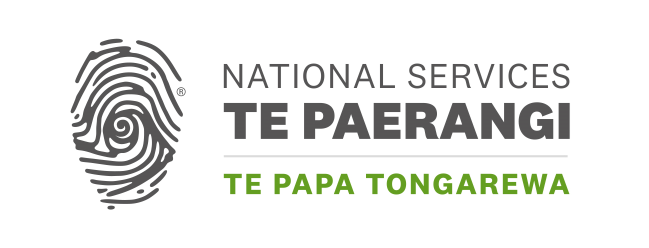 ®
NATIONAL SERVICES
TE PAERANGI
TE PAPA TONGAREWA